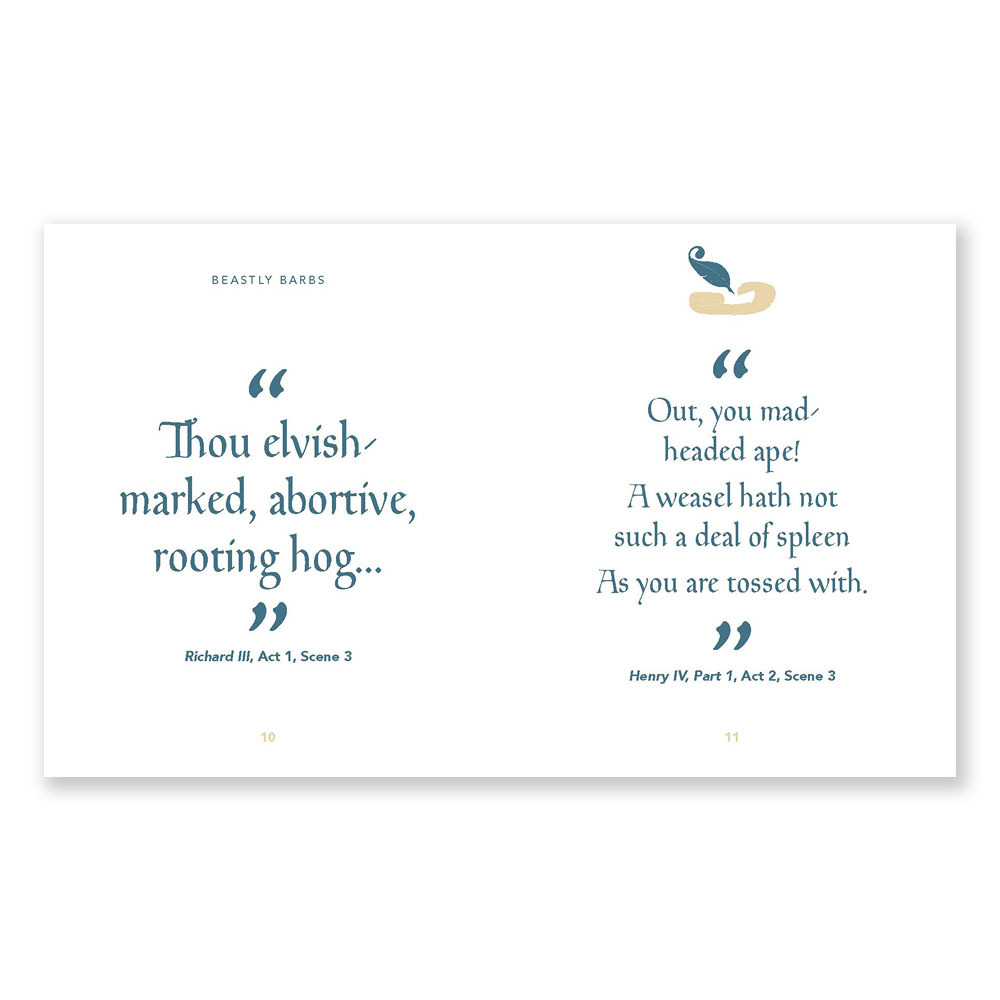 BEASTLY BARBS
“
Thou elvish-
marked, abortive,
rooting hog...
”
Richard III, Act 1, Scene 3
10
“
Out, you mad-
headed ape!
A weasel hath not
such a deal of spleen
As you are tossed with.
”
Henry IV, Part 1, Act 2, Scene 3
11